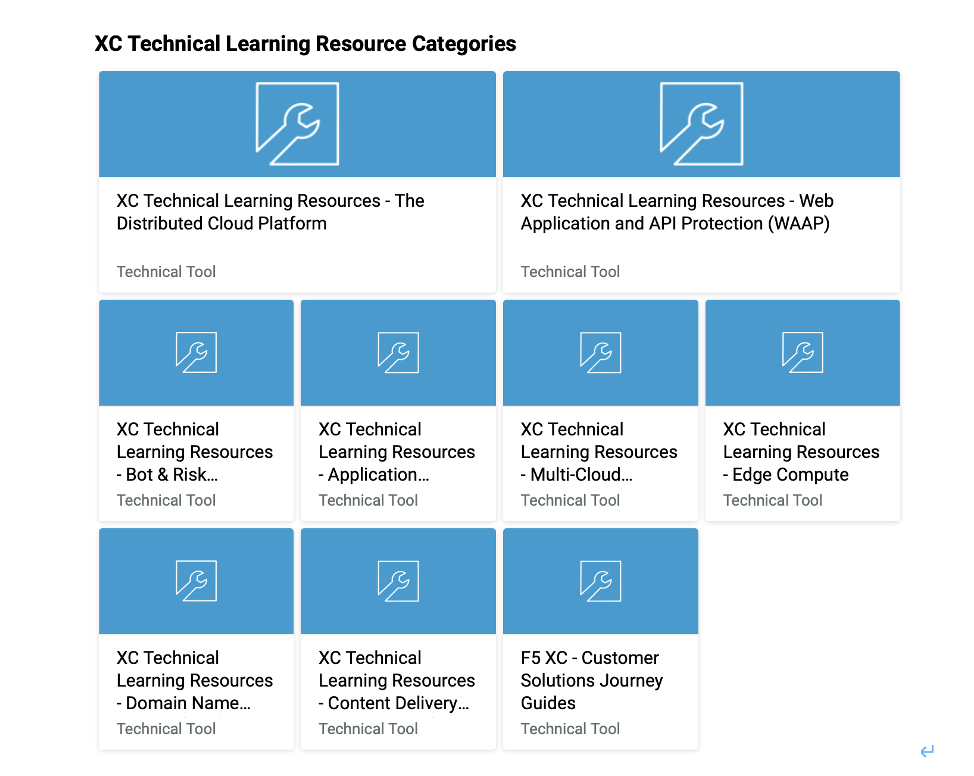 XC Technical Learning Resource Categories
XC Technical Learning Resources - The
Distributed Cloud Platform
Technical Tool
XC Technical Learning Resources - Web
Application and API Protection (WAAP)
Technical Tool
XC Technical
Learning Resources
- Bot & Risk...
Technical Tool
XC Technical
Learning Resources
- Application...
Technical Tool
XC Technical
Learning Resources
- Multi-Cloud...
Technical Tool
XC Technical
Learning Resources
- Edge Compute
Technical Tool
XC Technical
Learning Resources
- Domain Name...
Technical Tool
XC Technical
Learning Resources
- Content Delivery...
Technical Tool
F5 XC - Customer
Solutions Journey
Guides
Technical Tool